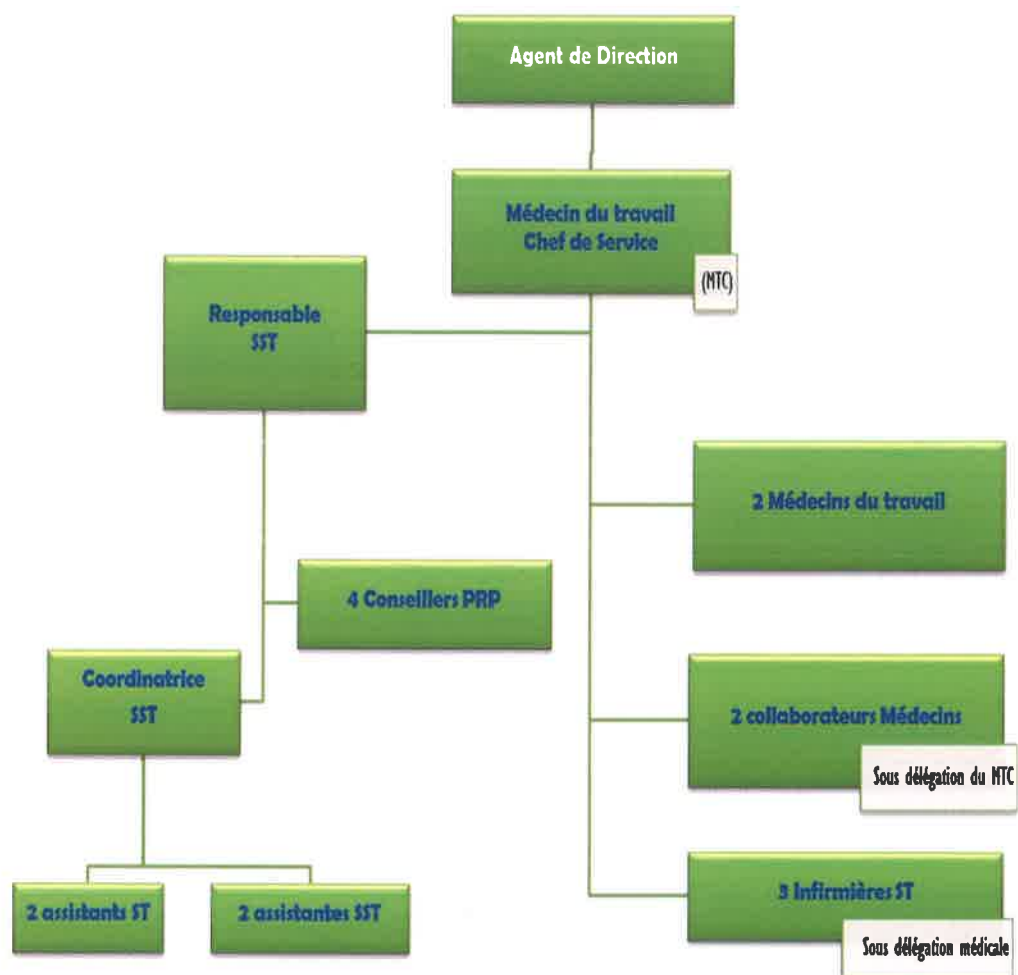 Agent de Direction
Médecin du travail
Chef de Service
(MTC)
Responsable
SST
2 Médecins du travail
4 Conseillers PRP
Coordinatrice
SST
2 collaborateurs Médecins
Sous délégation du MTC
2 assistants ST
2 assistantes SST
3 Infirmières ST
Sous délégation médicale